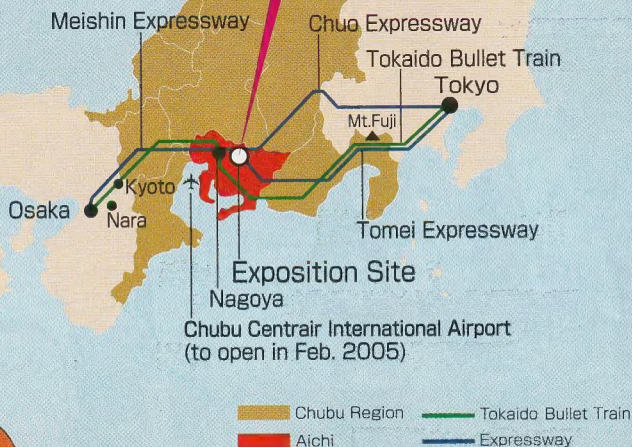 Meishin Expressway
Chuo Expressway
Tokaido Bullet Train
Tokyo
Mt.Fuji
Kyoto
Osaka
Nara
Tomei Expressway
Exposition Site
Nagoya
Chubu Centrair International Airport
(to open in Feb. 2005)
Chubu Region
Tokaido Bullet Train
Aichi
Expressway